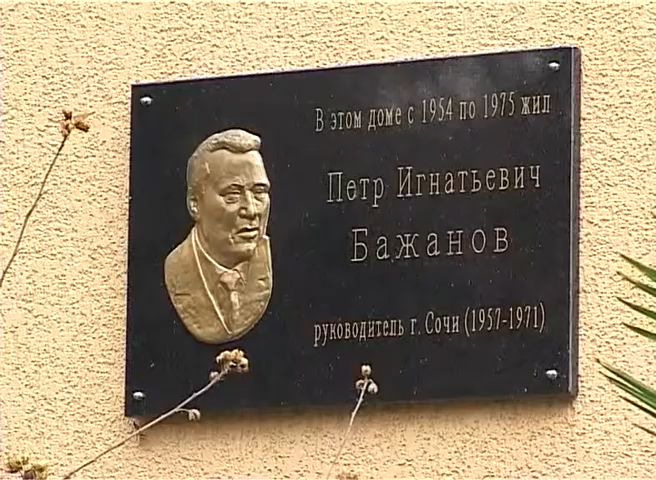 В этом доме с 1954 по 1975 жил
Петр Игнатьевич
Бажанов
руководитель г. Сочи (1957-1971)